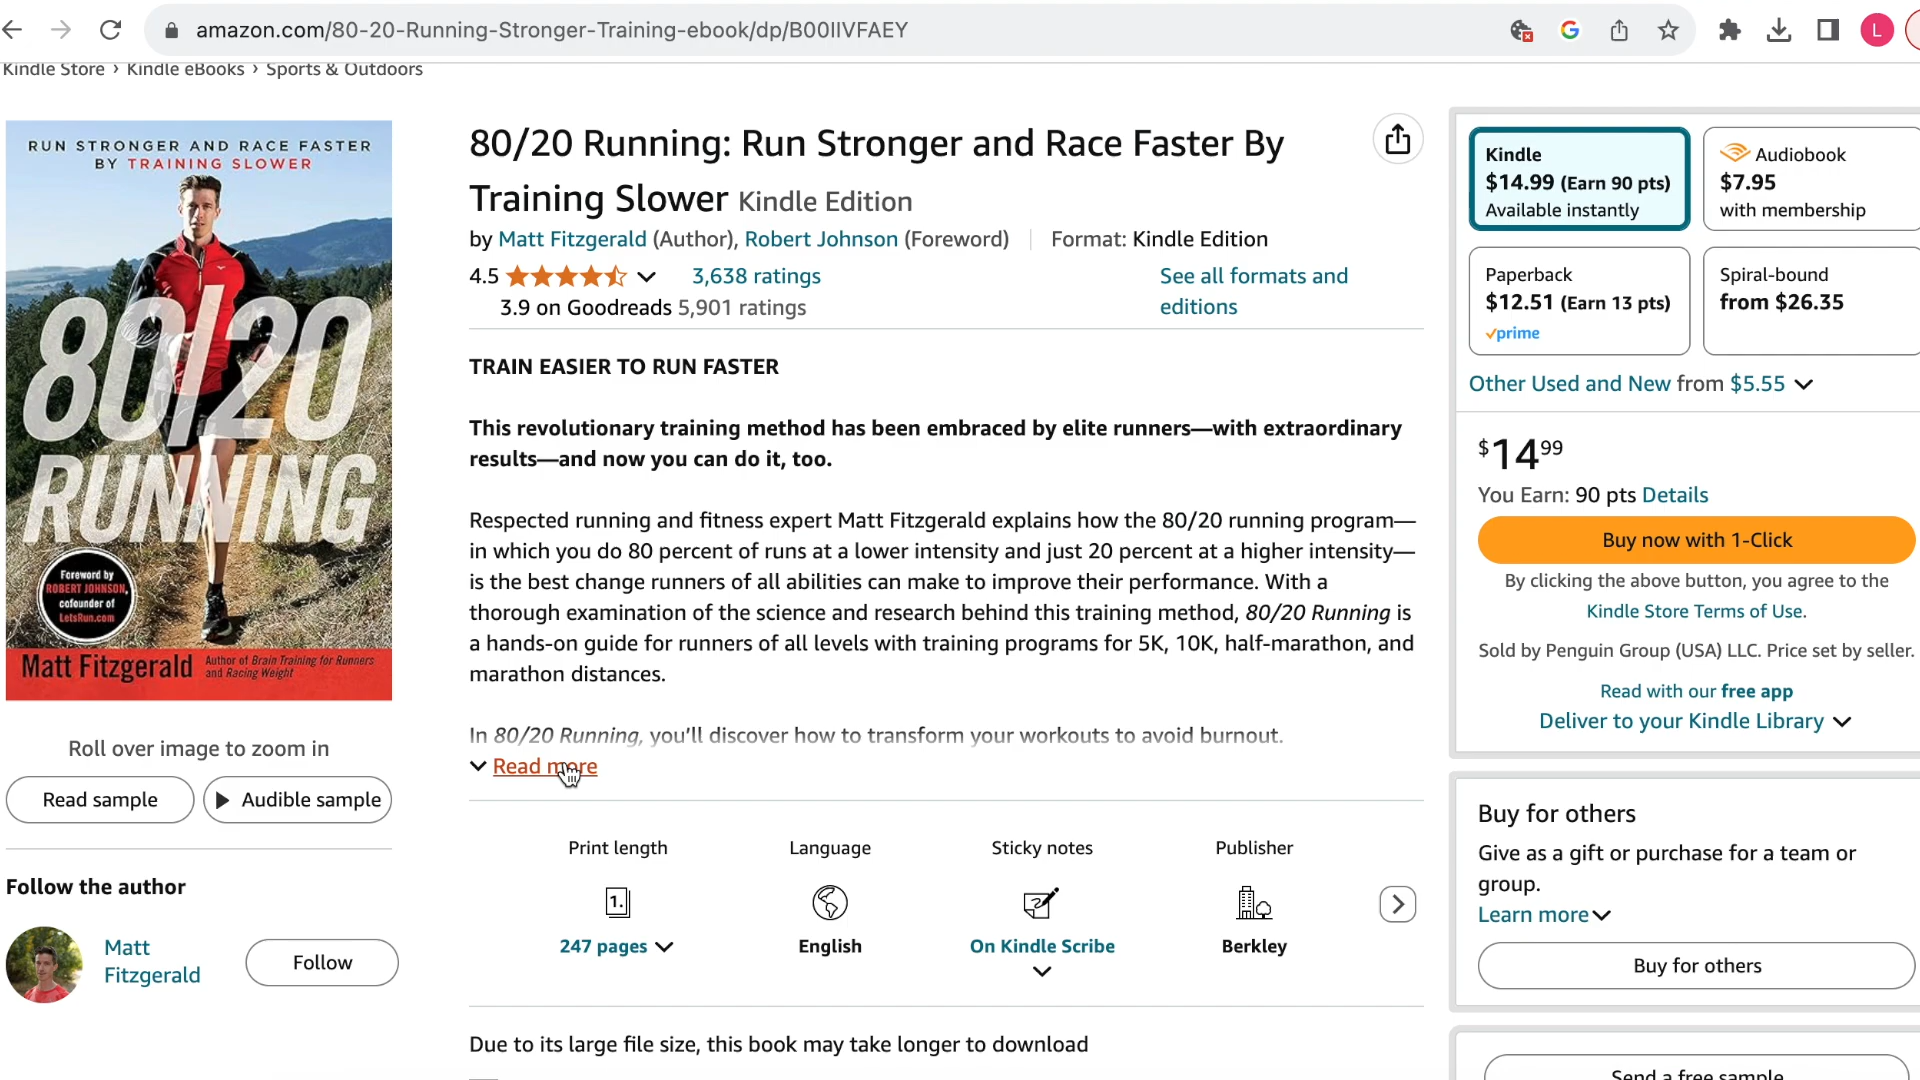 amazon.com/80-20-Running-Stronger-Training-ebook/dp/B00IIVFAEY
L
Kindle Store › Kindle eBooks › Sports & Outdoors
RUN STRONGER AND RACE FASTER
BY TRAINING SLOWER
80/20
RUNNING
Foreword by
ROBERT JOHNSON,
cofounder of
LetsRun.com
Matt Fitzgerald
Author of Brain Training for Runners
and Racing Weight
Roll over image to zoom in
Read sample
Audible sample
Follow the author
Matt
Fitzgerald
Follow
80/20 Running: Run Stronger and Race Faster By
Training Slower Kindle Edition
by Matt Fitzgerald (Author), Robert Johnson (Foreword)
Format: Kindle Edition
4.5
3,638 ratings
See all formats and
editions
3.9 on Goodreads 5,901 ratings
TRAIN EASIER TO RUN FASTER
This revolutionary training method has been embraced by elite runners—with extraordinary
results—and now you can do it, too.
Respected running and fitness expert Matt Fitzgerald explains how the 80/20 running program—
in which you do 80 percent of runs at a lower intensity and just 20 percent at a higher intensity—
is the best change runners of all abilities can make to improve their performance. With a
thorough examination of the science and research behind this training method, 80/20 Running is
a hands-on guide for runners of all levels with training programs for 5K, 10K, half-marathon, and
marathon distances.
In 80/20 Running, you’ll discover how to transform your workouts to avoid burnout.
Read more
Print length
1.
247 pages
Language
English
Sticky notes
On Kindle Scribe
Publisher
Berkley
Due to its large file size, this book may take longer to download
Kindle
$14.99 (Earn 90 pts)
Available instantly
Audiobook
$7.95
with membership
Paperback
$12.51 (Earn 13 pts)
prime
Spiral-bound
from $26.35
Other Used and New from $5.55
$14 99
You Earn: 90 pts Details
Buy now with 1-Click
By clicking the above button, you agree to the
Kindle Store Terms of Use.
Sold by Penguin Group (USA) LLC. Price set by seller.
Read with our free app
Deliver to your Kindle Library
Buy for others
Give as a gift or purchase for a team or
group.
Learn more
Buy for others
Send a free sample